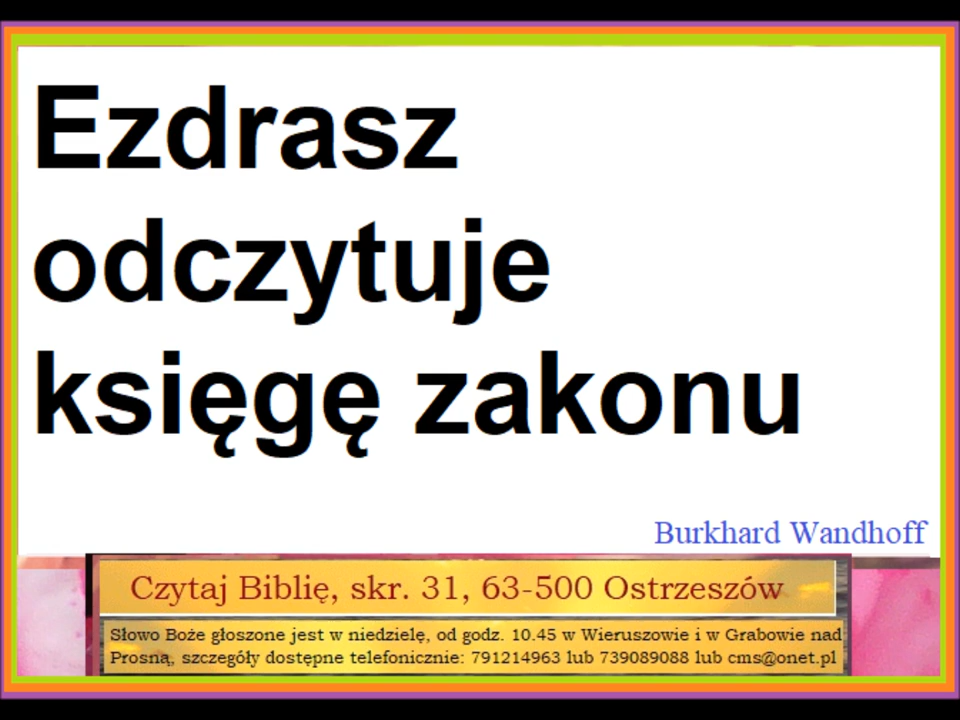 Ezdrasz
odczytuje
księgę zakonu
Burkhard Wandhoff
Czytaj Biblię, skr. 31, 63-500 Ostrzeszów
Słowo Boże głoszone jest w niedzielę, od godz. 10.45 w Wieruszowie i w Grabowie nad
Prosną, szczegóły dostępne telefonicznie: 791214963 lub 739089088 lub cms@onet.pl